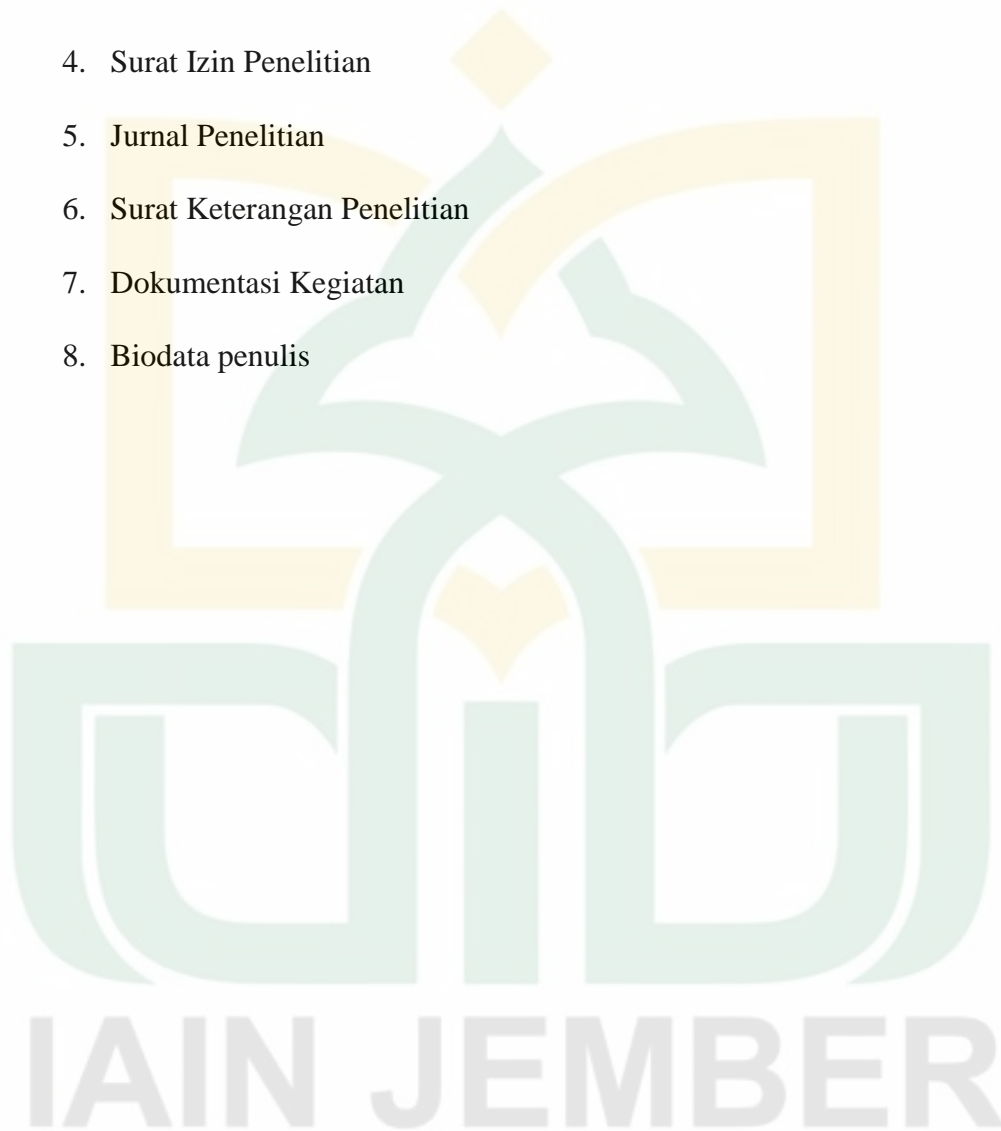 4. Surat Izin Penelitian
5. Jurnal Penelitian
6. Surat Keterangan Penelitian
7. Dokumentasi Kegiatan
8. Biodata penulis
IAIN JEMBER